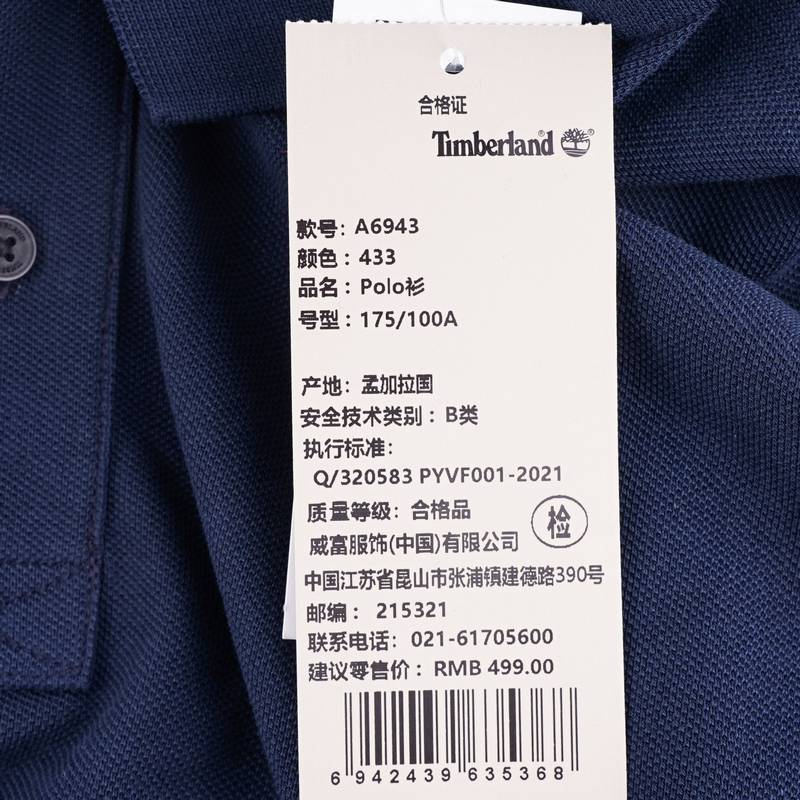 合格证
Timberland®
款号: A6943
颜色: 433
品名: Polo衫
号型: 175/100A
产地: 孟加拉国
安全技术类别: B类
执行标准:
Q/320583 PYVF001-2021
质量等级: 合格品
检
威富服饰(中国)有限公司
中国江苏省昆山市张浦镇建德路390号
邮编: 215321
联系电话: 021-61705600
建议零售价: RMB 499.00
6 942439 635368